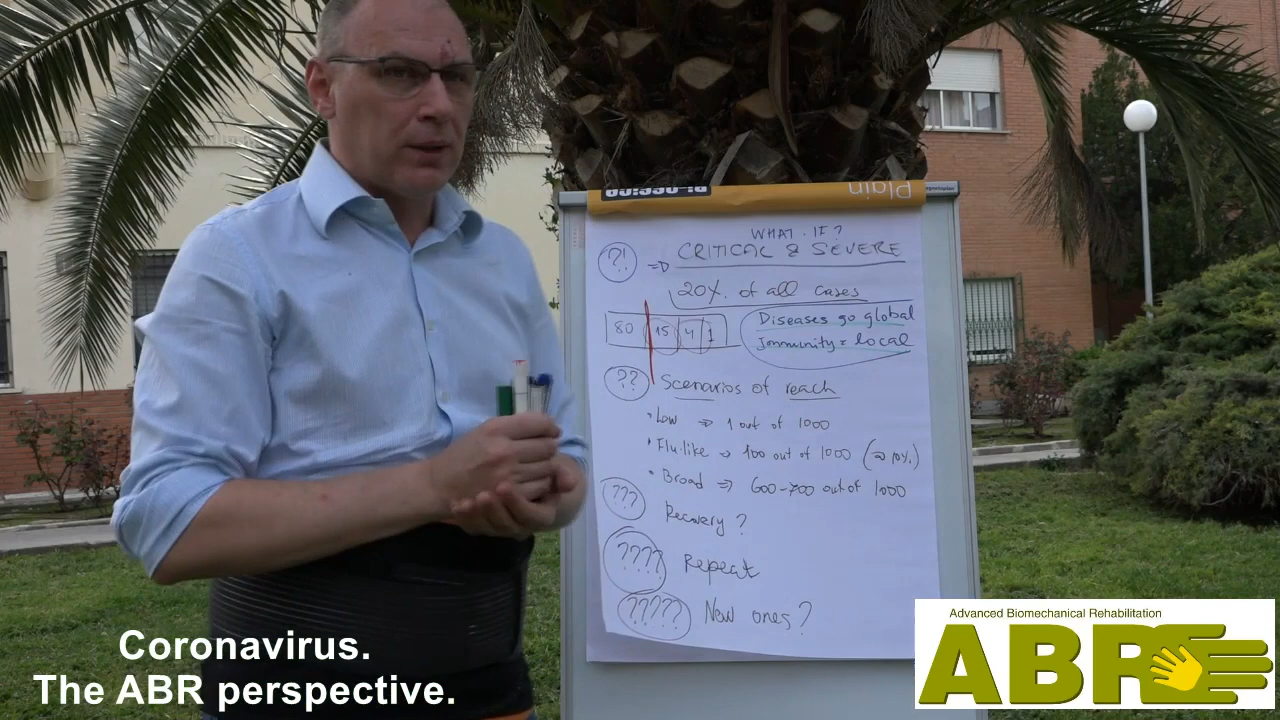 Plain
WHAT IF?
?! => CRITICAL & SEVERE
20%. of all cases
80 15 4 1
Diseases go global
Jmmunity = local
?? Scenarios of reach
• Low => 1 out of 1000
• Flu-like -> 100 out of 1000 (=> 10%)
• Broad => 600-700 out of 1000
??? Recovery?
???? Repeat
????? New ones?
Advanced Biomechanical Rehabilitation
ABR
Coronavirus.
The ABR perspective.